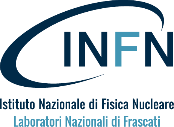 INFN
Istituto Nazionale di Fisica Nucleare
Laboratori Nazionali di Frascati